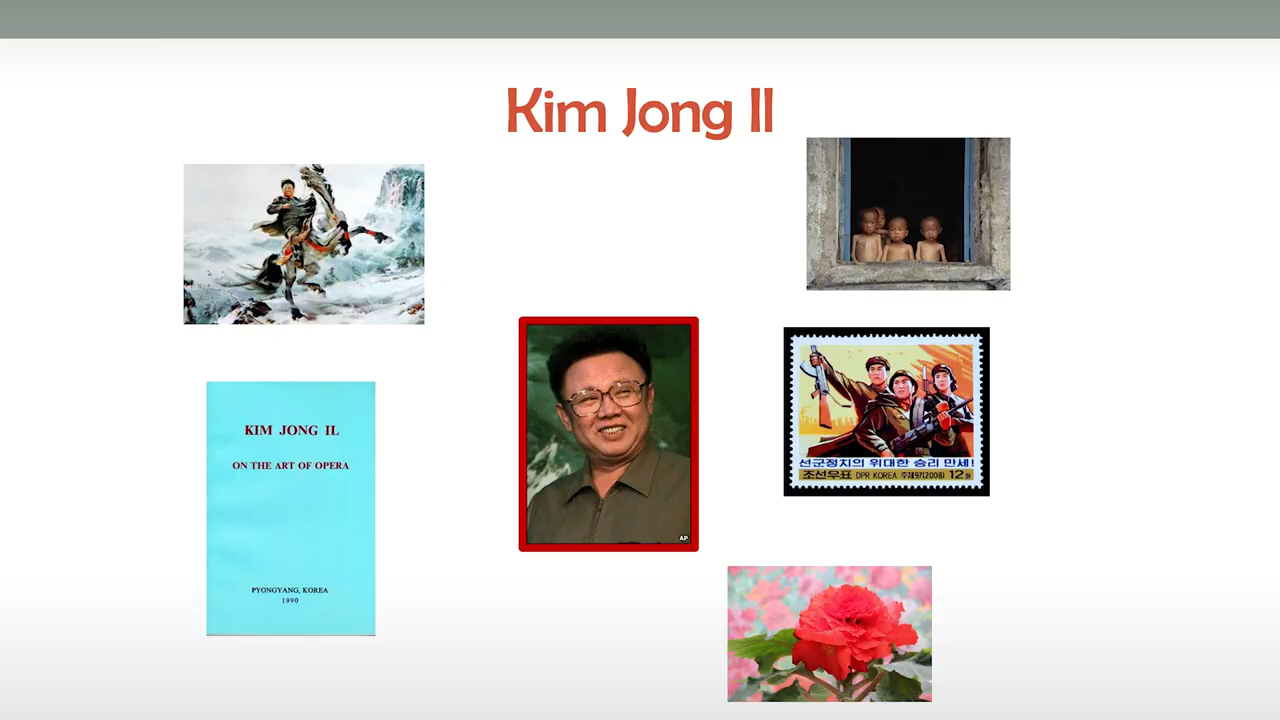 Kim Jong Il
KIM JONG IL
ON THE ART OF OPERA
PYONGYANG, KOREA
1990
AP
선군정치의 위대한 승리 만세!
조선우표 DPR KOREA 주체97(2008) 12원